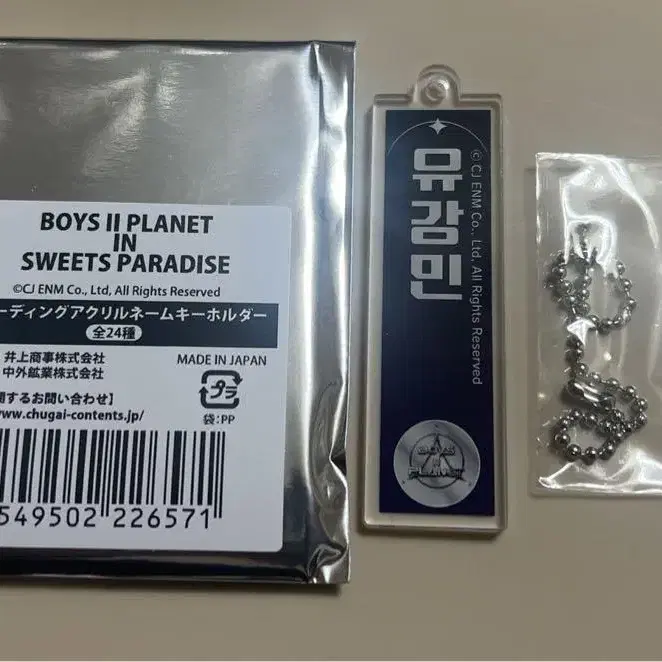 BOYS II PLANET
IN
SWEETS PARADISE
©CJ ENM Co., Ltd, All Rights Reserved
ーディングアクリルネームキーホルダー
全24種
井上商事株式会社
中外鉱業株式会社
MADE IN JAPAN
プラ
袋:PP
関するお問い合わせ】
www.chugai-contents.jp/
549502 226571
유강민
© CJ ENM Co., Ltd, All Rights Reserved
BOYS
II
PLANET